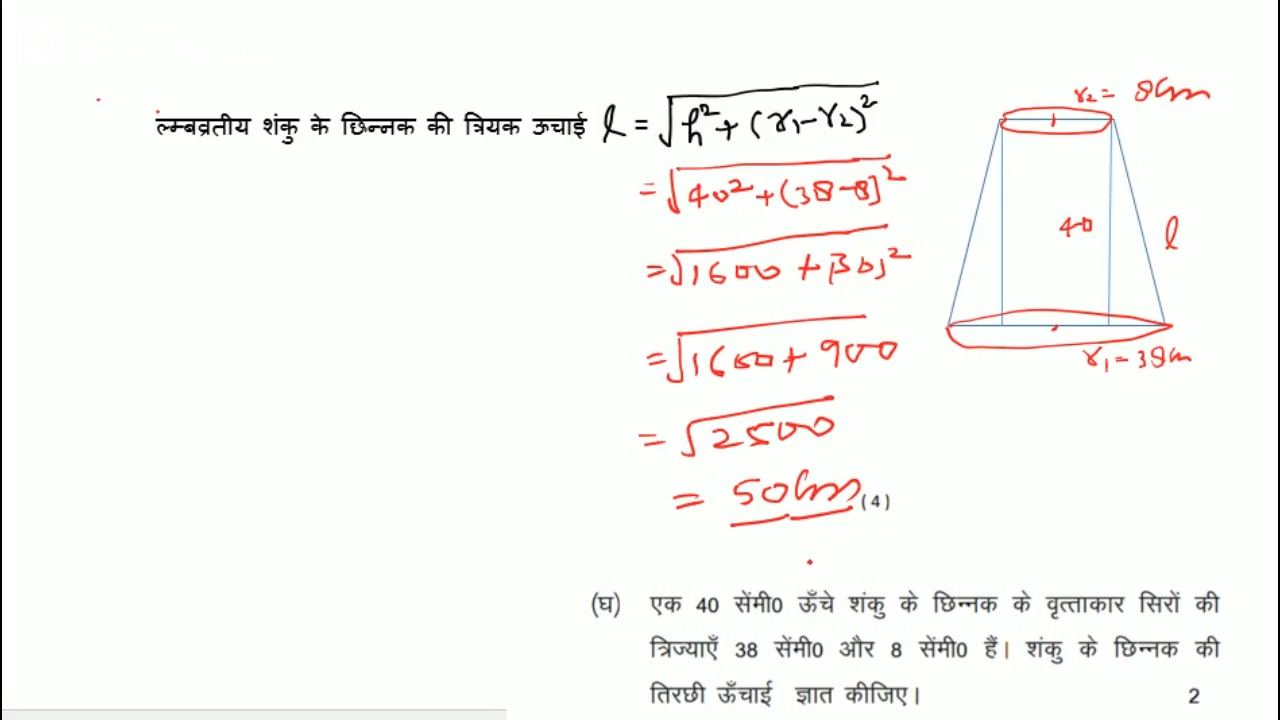 लम्बव्रतीय शंकु के छिन्नक की त्रियक ऊचाई l = √h² + (r₁-r₂)²
= √40² + (38-8)²
= √1600 + (30)²
= √1600 + 900
= √2500
= 50cm
(4)
r₂ = 8cm
40
l
r₁ = 38cm
(घ) एक 40 सेंमी0 ऊँचे शंकु के छिन्नक के वृत्ताकार सिरों की
त्रिज्याएँ 38 सेंमी0 और 8 सेंमी0 हैं। शंकु के छिन्नक की
तिरछी ऊँचाई ज्ञात कीजिए। 2